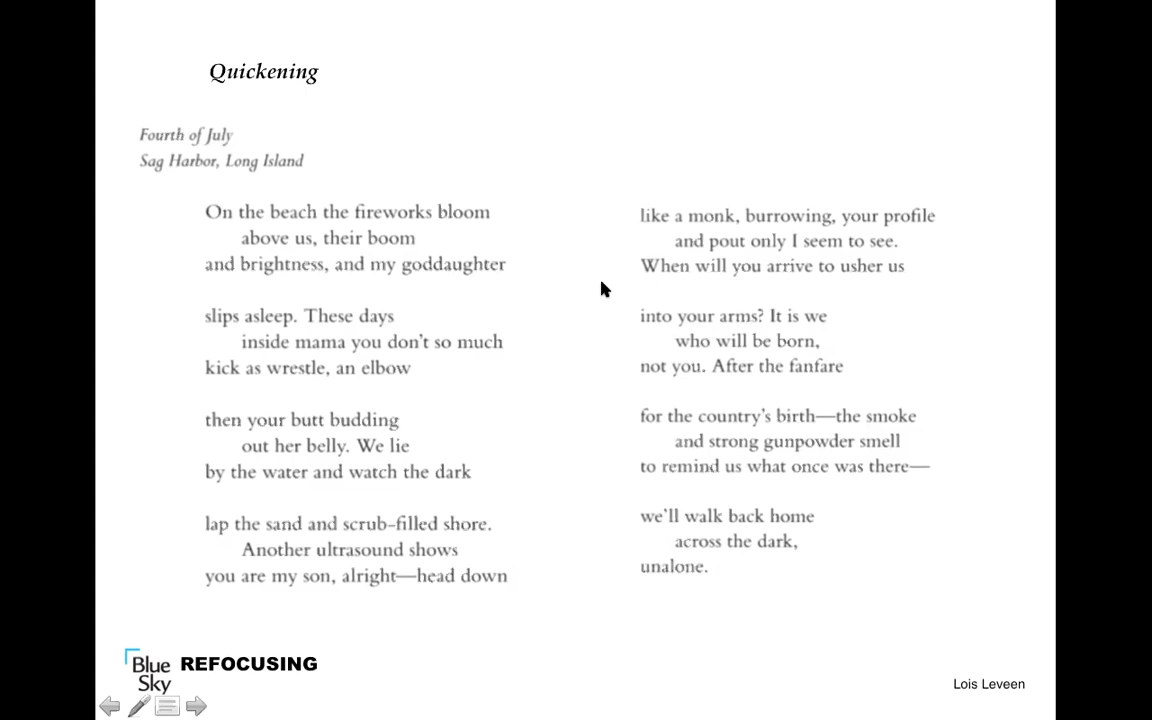 Quickening
Fourth of July
Sag Harbor, Long Island
On the beach the fireworks bloom
above us, their boom
and brightness, and my goddaughter
slips asleep. These days
inside mama you don't so much
kick as wrestle, an elbow
then your butt budding
out her belly. We lie
by the water and watch the dark
lap the sand and scrub-filled shore.
Another ultrasound shows
you are my son, alright—head down
like a monk, burrowing, your profile
and pout only I seem to see.
When will you arrive to usher us
into your arms? It is we
who will be born,
not you. After the fanfare
for the country's birth—the smoke
and strong gunpowder smell
to remind us what once was there—
we'll walk back home
across the dark,
unalone.
Blue
Sky
REFOCUSING
Lois Leveen